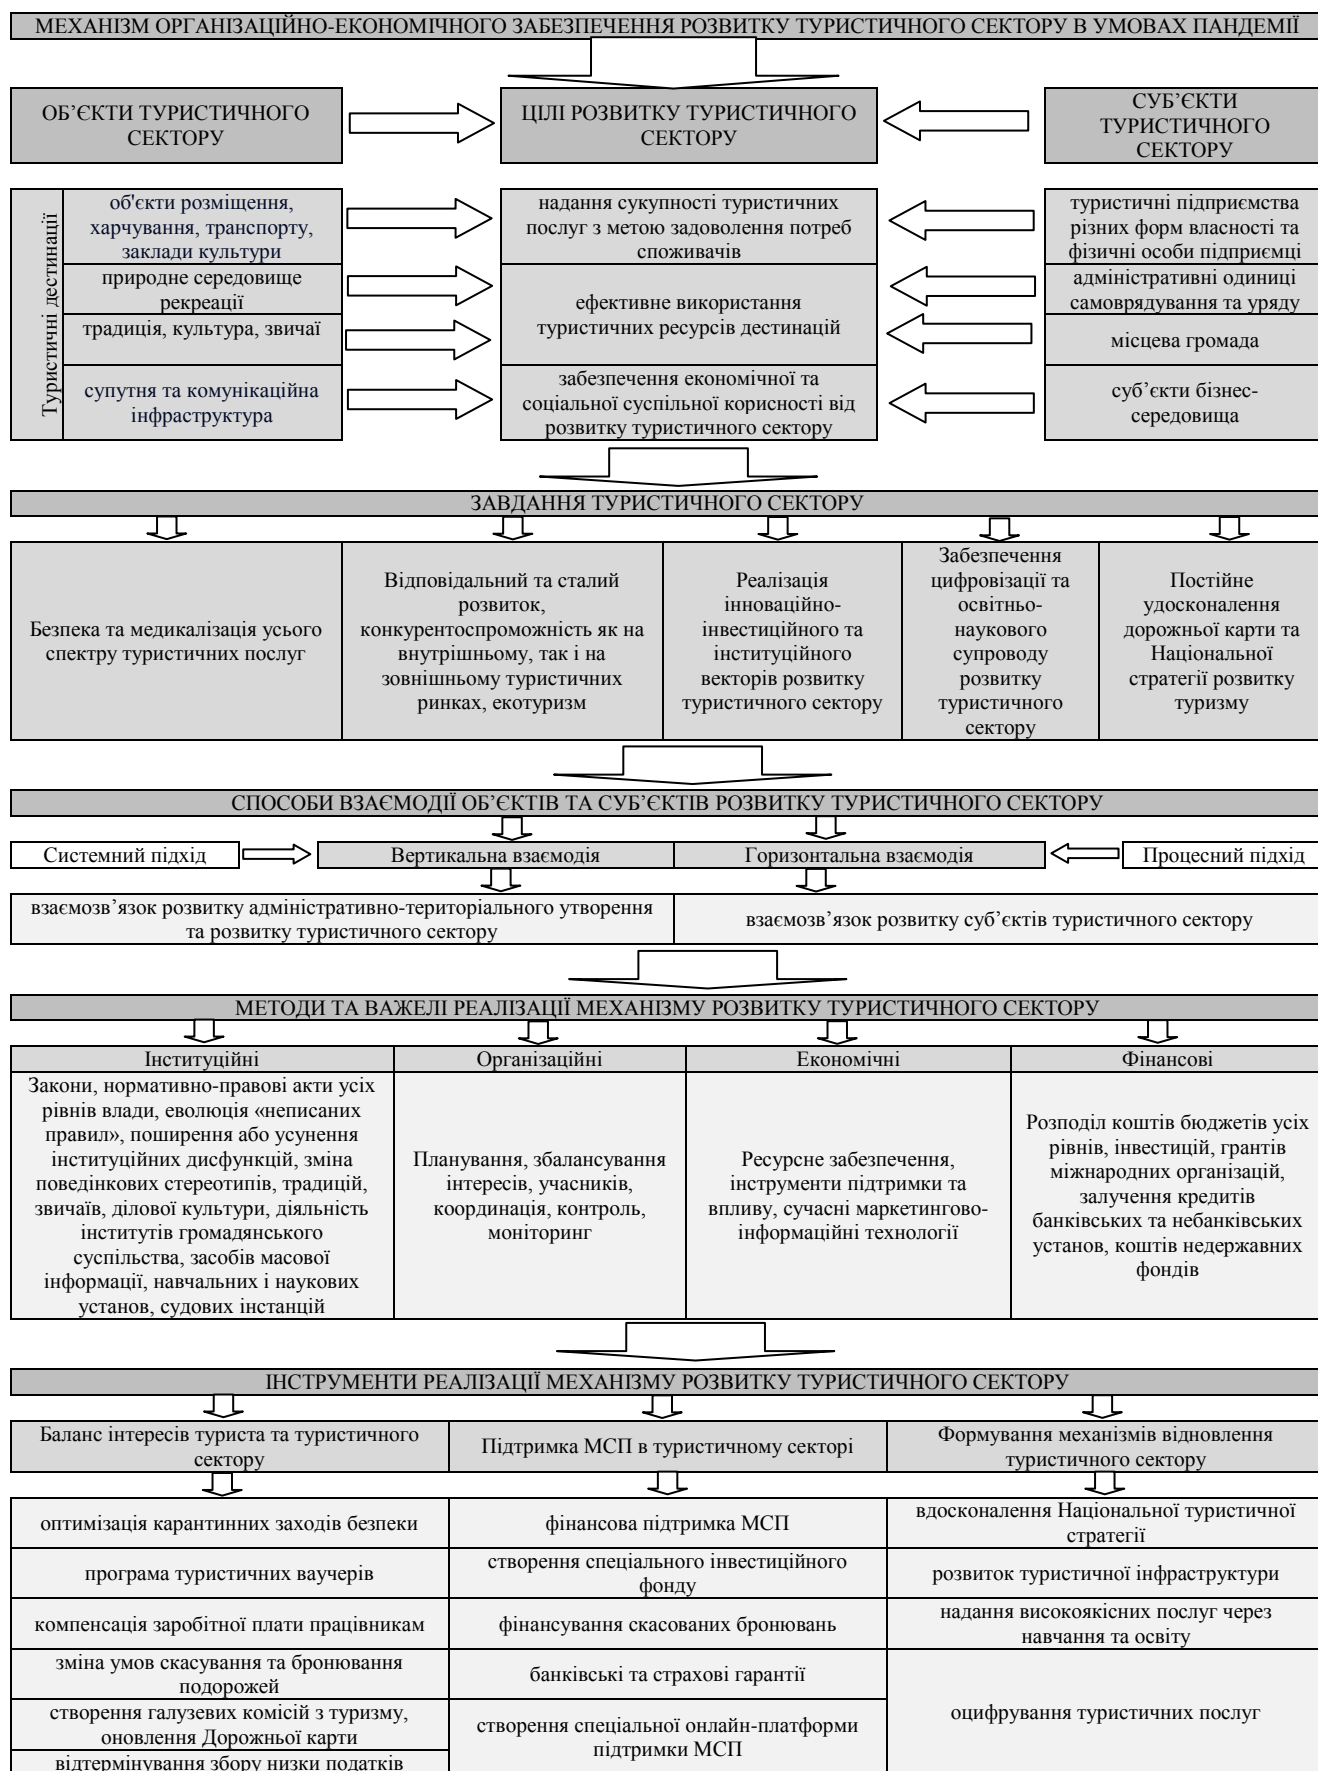 МЕХАНІЗМ ОРГАНІЗАЦІЙНО-ЕКОНОМІЧНОГО ЗАБЕЗПЕЧЕННЯ РОЗВИТКУ ТУРИСТИЧНОГО СЕКТОРУ В УМОВАХ ПАНДЕМІЇ
ОБ’ЄКТИ ТУРИСТИЧНОГО
СЕКТОРУ
ЦІЛІ РОЗВИТКУ ТУРИСТИЧНОГО
СЕКТОРУ
СУБ’ЄКТИ
ТУРИСТИЧНОГО
СЕКТОРУ
Туристичні дестинації
об'єкти розміщення,
харчування, транспорту,
заклади культури
надання сукупності туристичних
послуг з метою задоволення потреб
споживачів
туристичні підприємства
різних форм власності та
фізичні особи підприємці
природне середовище
рекреації
ефективне використання
туристичних ресурсів дестинацій
адміністративні одиниці
самоврядування та уряду
традиція, культура, звичаї
місцева громада
супутня та комунікаційна
інфраструктура
забезпечення економічної та
соціальної суспільної корисності від
розвитку туристичного сектору
суб’єкти бізнес-
середовища
ЗАВДАННЯ ТУРИСТИЧНОГО СЕКТОРУ
Безпека та медикалізація усього
спектру туристичних послуг
Відповідальний та сталий
розвиток,
конкурентоспроможність як на
внутрішньому, так і на
зовнішньому туристичних
ринках, екотуризм
Реалізація
інноваційно-
інвестиційного та
інституційного
векторів розвитку
туристичного сектору
Забезпечення
цифровізації та
освітньо-
наукового
супроводу
розвитку
туристичного
сектору
Постійне
удосконалення
дорожньої карти та
Національної
стратегії розвитку
туризму
СПОСОБИ ВЗАЄМОДІЇ ОБ’ЄКТІВ ТА СУБ’ЄКТІВ РОЗВИТКУ ТУРИСТИЧНОГО СЕКТОРУ
Системний підхід
Вертикальна взаємодія
Горизонтальна взаємодія
Процесний підхід
взаємозв’язок розвитку адміністративно-територіального утворення
та розвитку туристичного сектору
взаємозв’язок розвитку суб’єктів туристичного сектору
МЕТОДИ ТА ВАЖЕЛІ РЕАЛІЗАЦІЇ МЕХАНІЗМУ РОЗВИТКУ ТУРИСТИЧНОГО СЕКТОРУ
Інституційні
Організаційні
Економічні
Фінансові
Закони, нормативно-правові акти усіх
рівнів влади, еволюція «неписаних
правил», поширення або усунення
інституційних дисфункцій, зміна
поведінкових стереотипів, традицій,
звичаїв, ділової культури, діяльність
інститутів громадянського
суспільства, засобів масової
інформації, навчальних і наукових
установ, судових інстанцій
Планування, збалансування
інтересів, учасників,
координація, контроль,
моніторинг
Ресурсне забезпечення,
інструменти підтримки та
впливу, сучасні маркетингово-
інформаційні технології
Розподіл коштів бюджетів усіх
рівнів, інвестицій, грантів
міжнародних організацій,
залучення кредитів
банківських та небанківських
установ, коштів недержавних
фондів
ІНСТРУМЕНТИ РЕАЛІЗАЦІЇ МЕХАНІЗМУ РОЗВИТКУ ТУРИСТИЧНОГО СЕКТОРУ
Баланс інтересів туриста та туристичного
сектору
Підтримка МСП в туристичному секторі
Формування механізмів відновлення
туристичного сектору
оптимізація карантинних заходів безпеки
фінансова підтримка МСП
вдосконалення Національної туристичної
стратегії
програма туристичних ваучерів
створення спеціального інвестиційного
фонду
розвиток туристичної інфраструктури
компенсація заробітної плати працівникам
фінансування скасованих бронювань
надання високоякісних послуг через
навчання та освіту
зміна умов скасування та бронювання
подорожей
банківські та страхові гарантії
оцифрування туристичних послуг
створення галузевих комісій з туризму,
оновлення Дорожньої карти
створення спеціальної онлайн-платформи
підтримки МСП
відтермінування збору низки податків